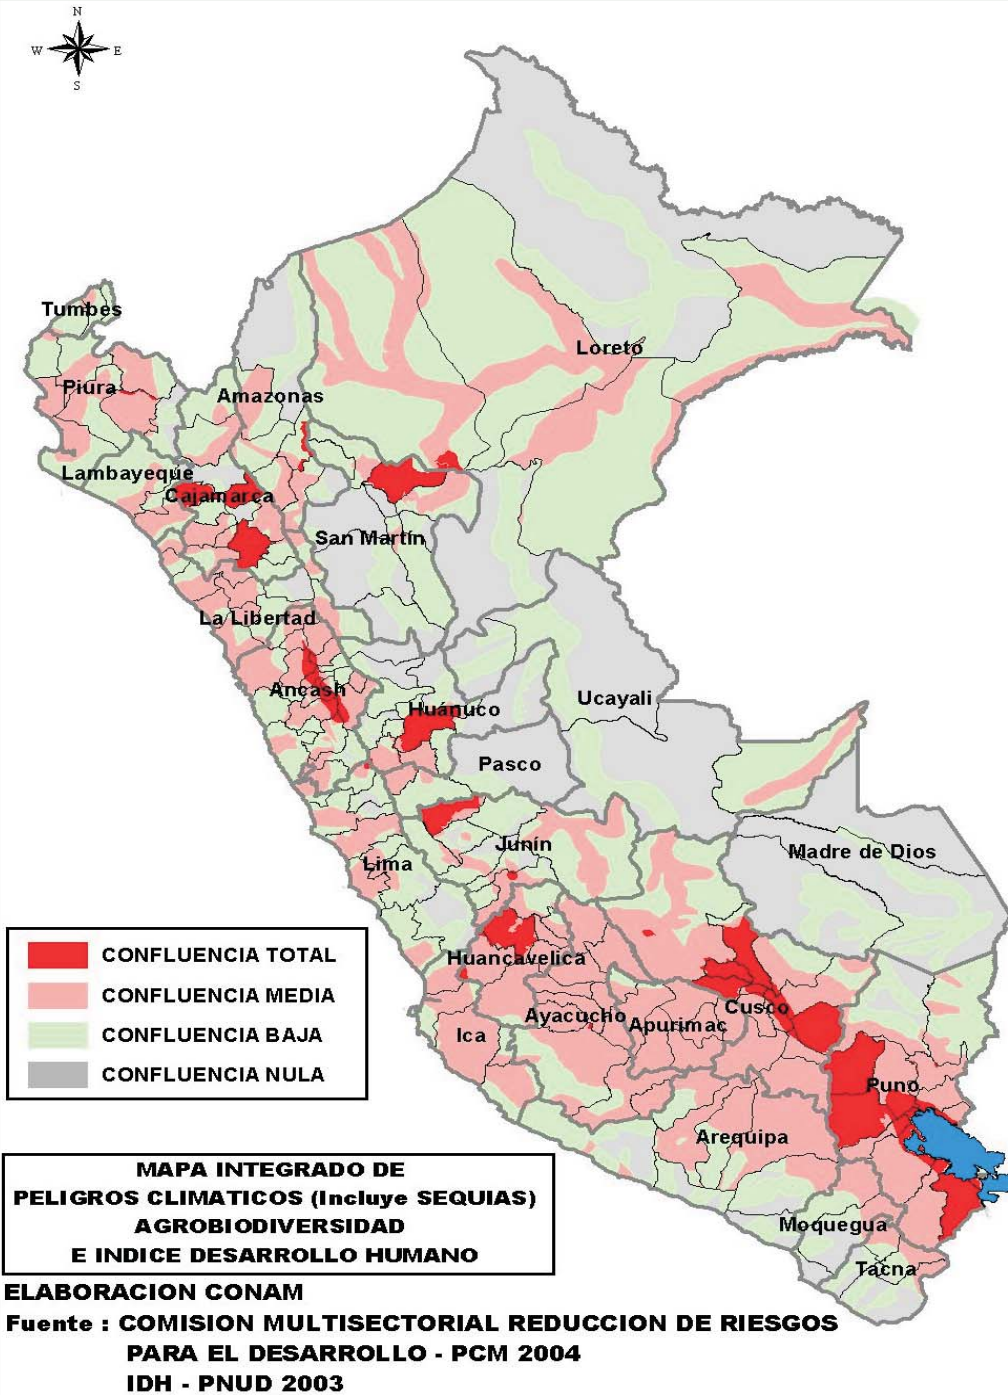 N
W E
S
Tumbes
Loreto
Piura
Amazonas
Lambayeque
Cajamarca
San Martín
La Libertad
Ancash
Ucayali
Huánuco
Pasco
Junín
Madre de Dios
Lima
Huancavelica
Cusco
Ayacucho
Apurimac
Ica
Puno
Arequipa
Moquegua
Tacna
CONFLUENCIA TOTAL
CONFLUENCIA MEDIA
CONFLUENCIA BAJA
CONFLUENCIA NULA
MAPA INTEGRADO DE
PELIGROS CLIMATICOS (Incluye SEQUIAS)
AGROBIODIVERSIDAD
E INDICE DESARROLLO HUMANO
ELABORACION CONAM
Fuente : COMISION MULTISECTORIAL REDUCCION DE RIESGOS
PARA EL DESARROLLO - PCM 2004
IDH - PNUD 2003